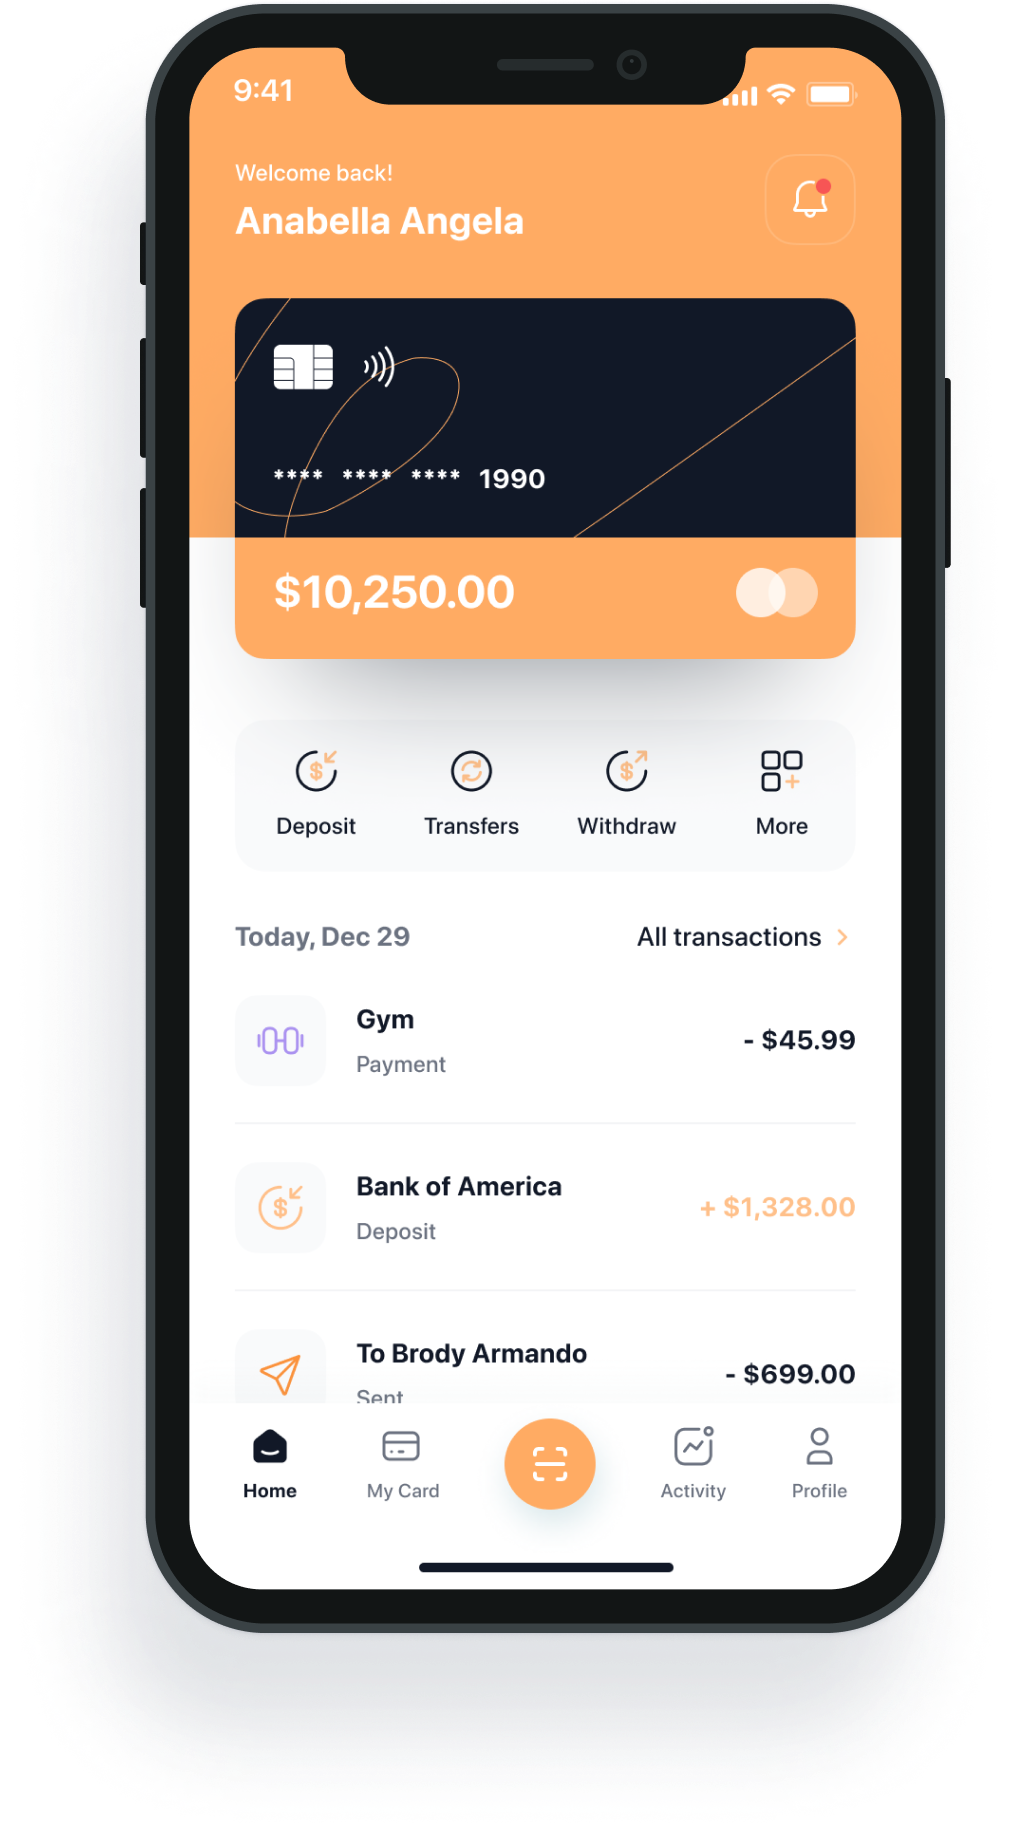 9:41
Welcome back!
Anabella Angela
**** **** **** 1990
$10,250.00
Deposit
Transfers
Withdraw
More
Today, Dec 29
All transactions
Gym
Payment
- $45.99
Bank of America
Deposit
+ $1,328.00
To Brody Armando
Sent
- $699.00
Home
My Card
Activity
Profile